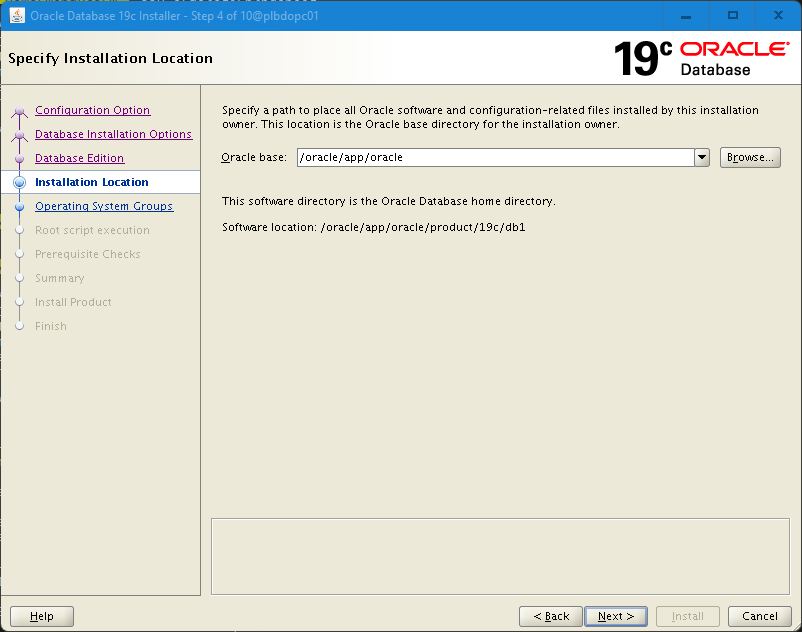 Oracle Database 19c Installer - Step 4 of 10@plbdopc01
Specify Installation Location
19c ORACLE®
Database
Configuration Option
Database Installation Options
Database Edition
Installation Location
Operating System Groups
Root script execution
Prerequisite Checks
Summary
Install Product
Finish
Specify a path to place all Oracle software and configuration-related files installed by this installation
owner. This location is the Oracle base directory for the installation owner.
Oracle base: /oracle/app/oracle Browse...
This software directory is the Oracle Database home directory.
Software location: /oracle/app/oracle/product/19c/db1
Help < Back Next > Install Cancel